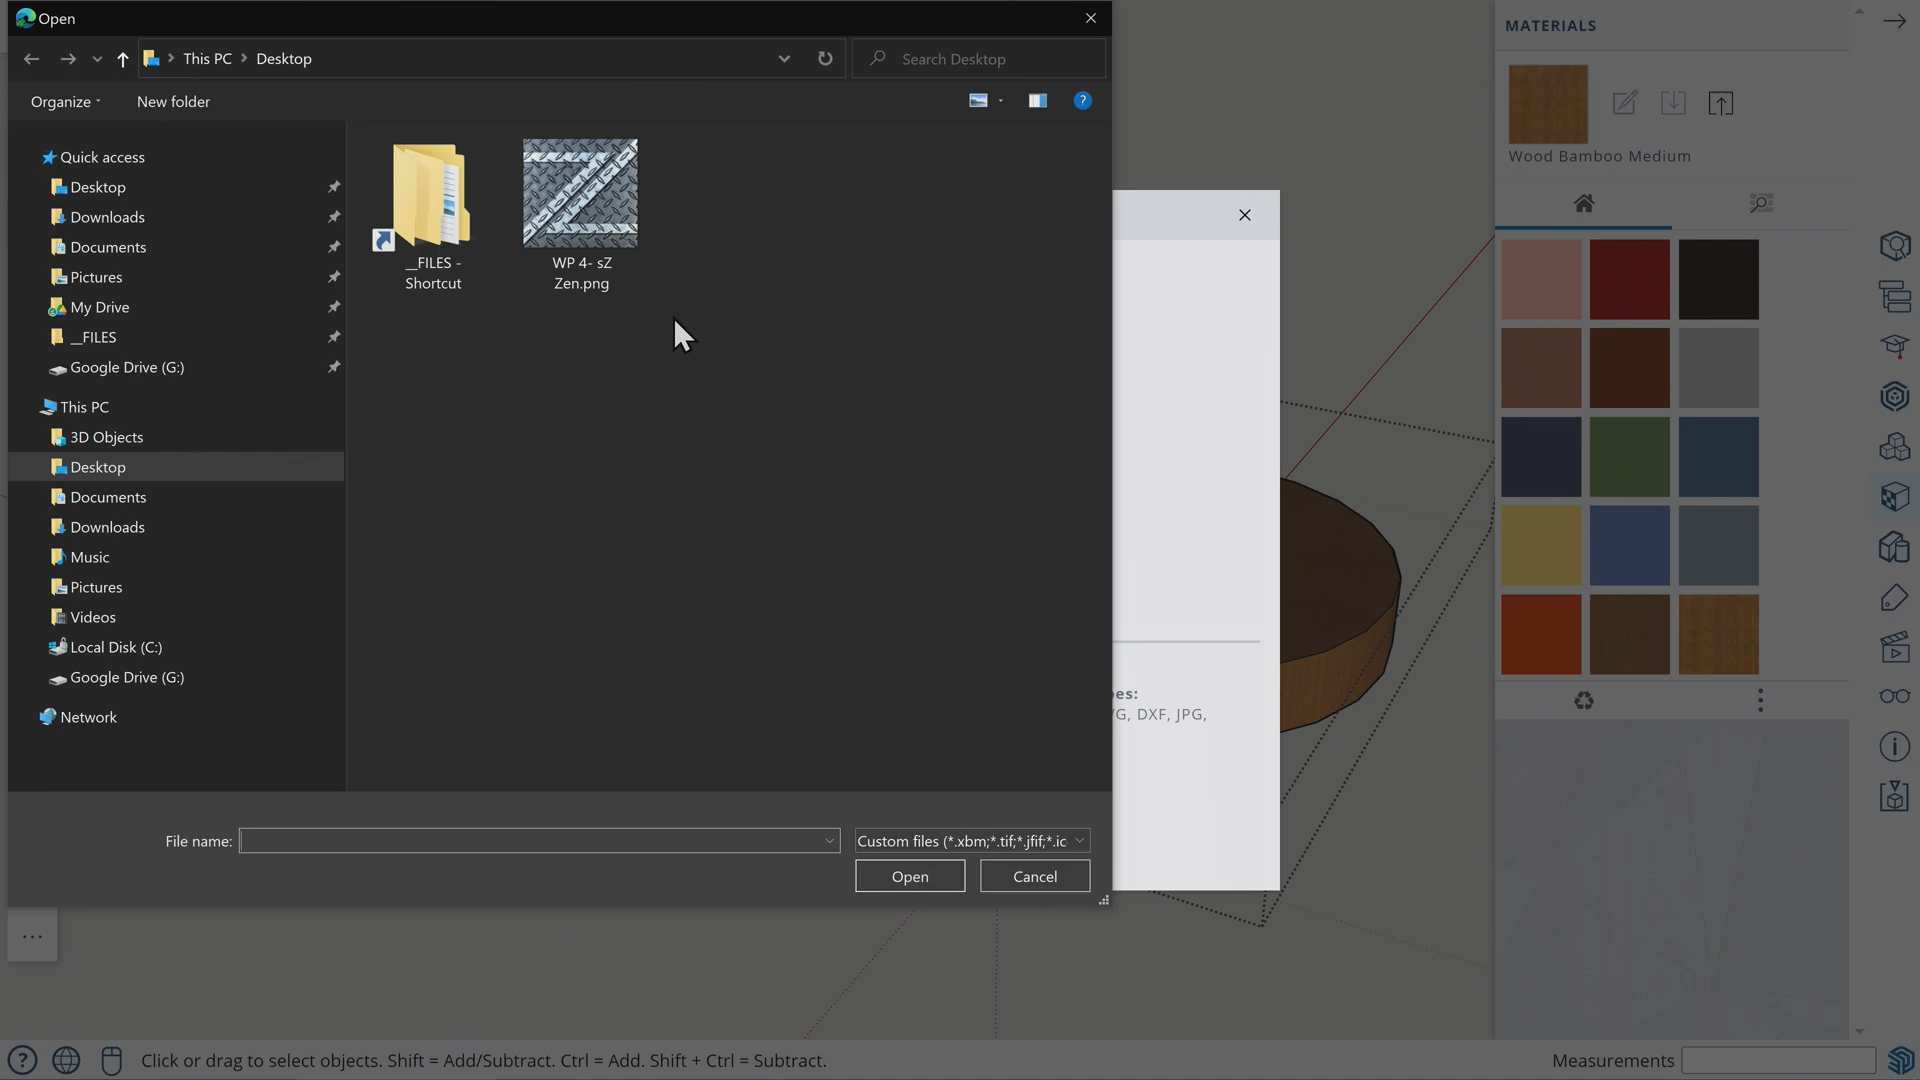 Open
This PC > Desktop
Search Desktop
Organize
New folder
Quick access
Desktop
Downloads
Documents
Pictures
My Drive
__FILES
Google Drive (G:)
This PC
3D Objects
Desktop
Documents
Downloads
Music
Pictures
Videos
Local Disk (C:)
Google Drive (G:)
Network
__FILES -
Shortcut
WP 4- sZ
Zen.png
File name:
Custom files (*.xbm;*.tif;*.jfif;*.ic
Open
Cancel
MATERIALS
Wood Bamboo Medium
es:
G, DXF, JPG,
Click or drag to select objects. Shift = Add/Subtract. Ctrl = Add. Shift + Ctrl = Subtract.
Measurements